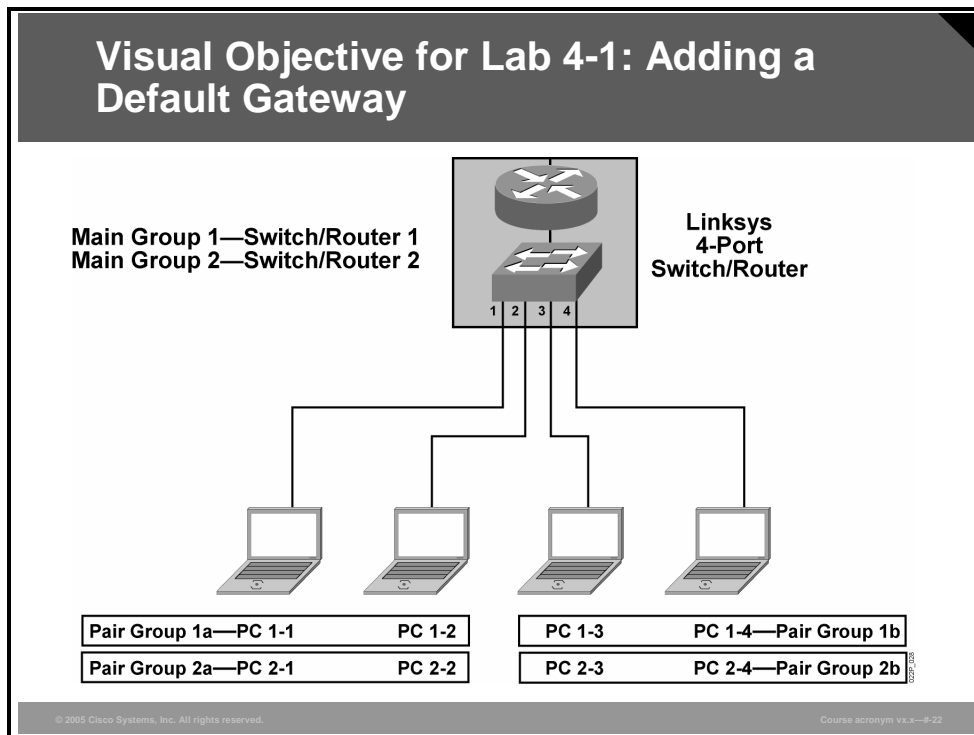 Visual Objective for Lab 4-1: Adding a
Default Gateway
Main Group 1—Switch/Router 1
Main Group 2—Switch/Router 2
Linksys
4-Port
Switch/Router
1 2 3 4
Pair Group 1a—PC 1-1 PC 1-2
PC 1-3 PC 1-4—Pair Group 1b
Pair Group 2a—PC 2-1 PC 2-2
PC 2-3 PC 2-4—Pair Group 2b
022P_028
© 2005 Cisco Systems, Inc. All rights reserved.
Course acronym vx.x—#-22